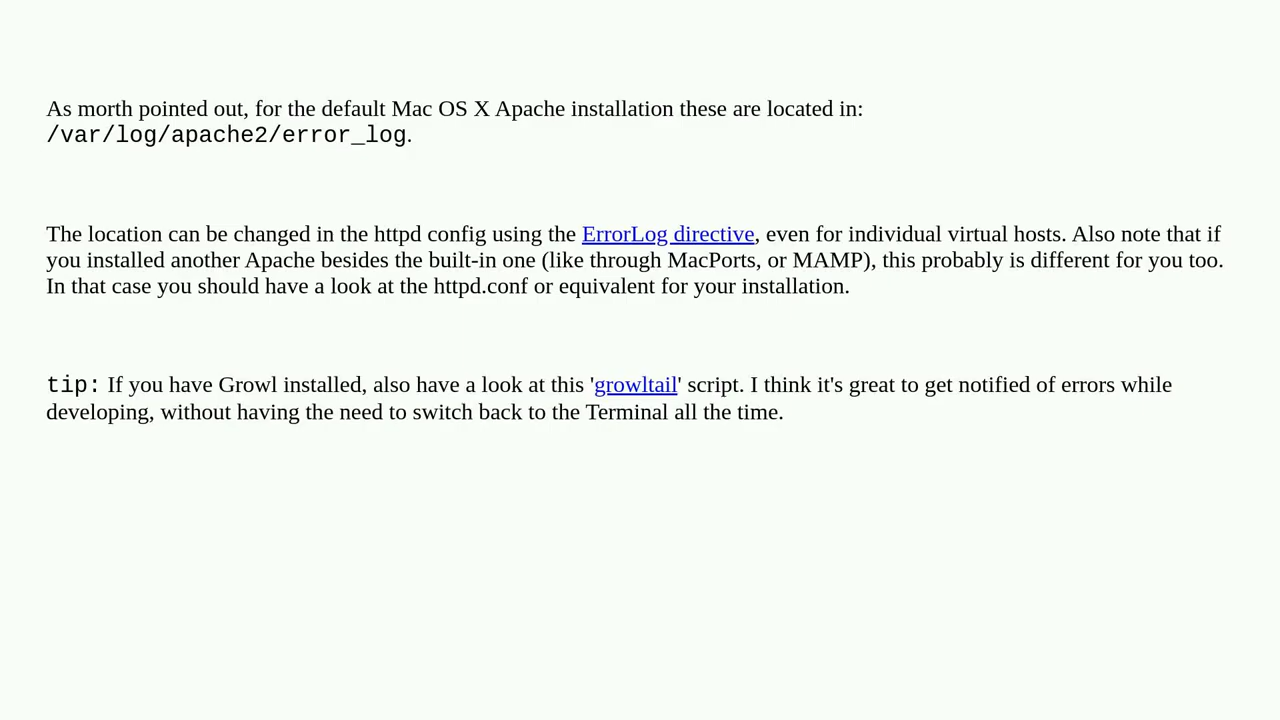 As morth pointed out, for the default Mac OS X Apache installation these are located in:
/var/log/apache2/error_log.
The location can be changed in the httpd config using the ErrorLog directive, even for individual virtual hosts. Also note that if
you installed another Apache besides the built-in one (like through MacPorts, or MAMP), this probably is different for you too.
In that case you should have a look at the httpd.conf or equivalent for your installation.
tip: If you have Growl installed, also have a look at this 'growltail' script. I think it's great to get notified of errors while
developing, without having the need to switch back to the Terminal all the time.